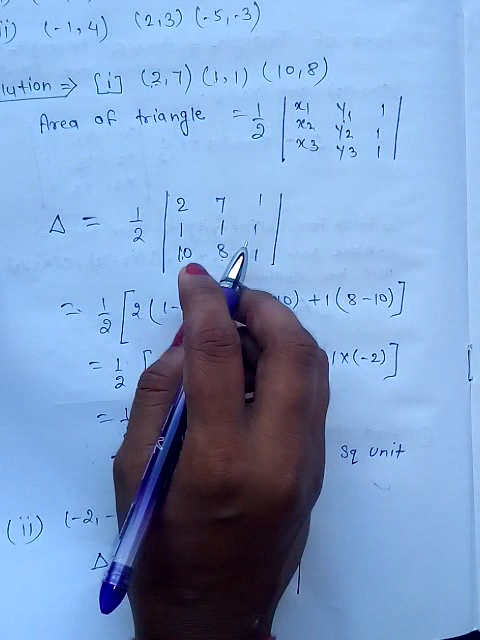 ii) (-1,4) (2,3) (-5,-3)
lution => [i] (2,7) (1,1) (10,8)
Area of triangle = 1/2 | x1 y1 1
x2 y2 1
x3 y3 1 |
Δ = 1/2 | 2 7 1
1 1 1
10 8 1 |
= 1/2 [2(1- 10) +1(8-10)]
= 1/2 [ 1x(-2)]
= 1
sq unit
(ii) (-2,-
Δ